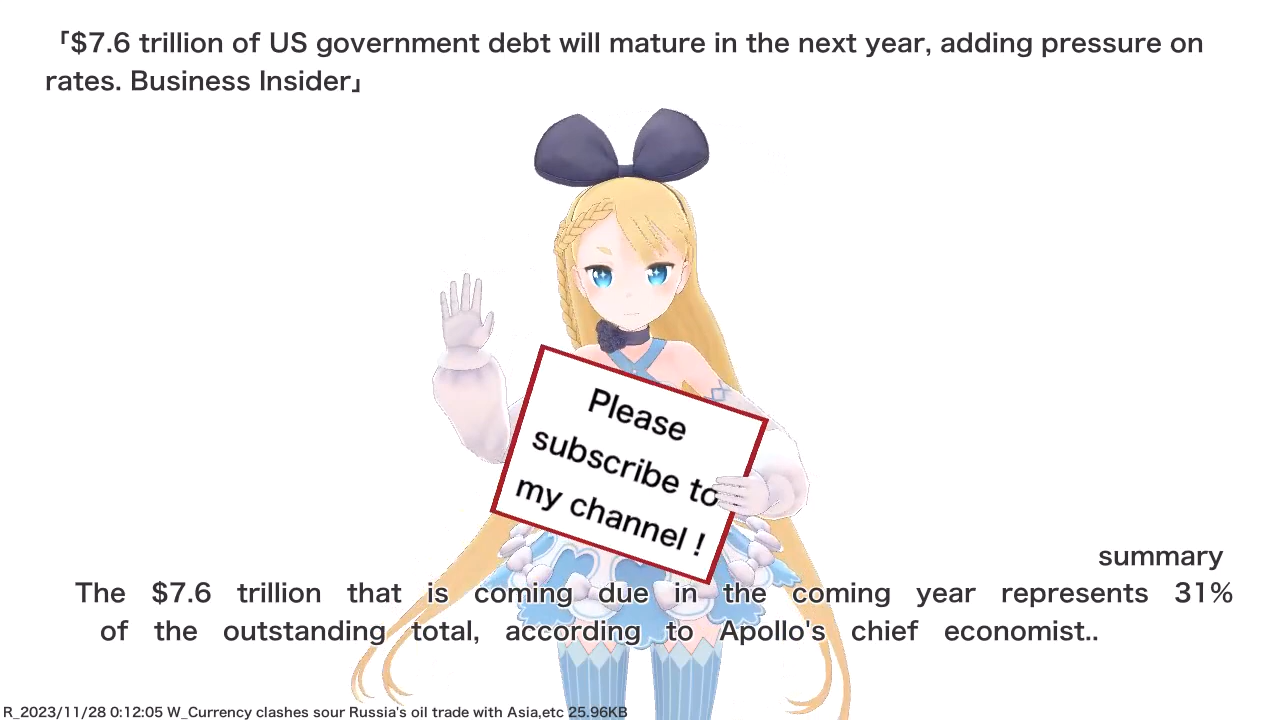 「$7.6 trillion of US government debt will mature in the next year, adding pressure on
rates. Business Insider」
Please
subscribe to
my channel !
summary
The $7.6 trillion that is coming due in the coming year represents 31%
of the outstanding total, according to Apollo's chief economist..
R_2023/11/28 0:12:05 W_Currency clashes sour Russia's oil trade with Asia,etc 25.96KB